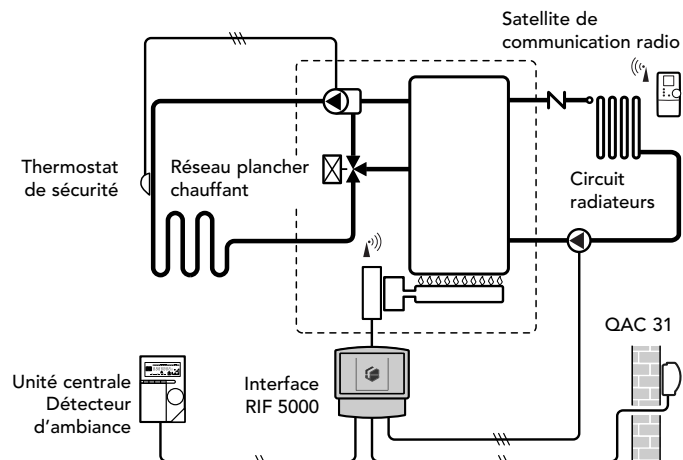 Satellite de
communication radio
Thermostat
de sécurité
Réseau plancher
chauffant
Circuit
radiateurs
QAC 31
Unité centrale
Détecteur
d'ambiance
Interface
RIF 5000